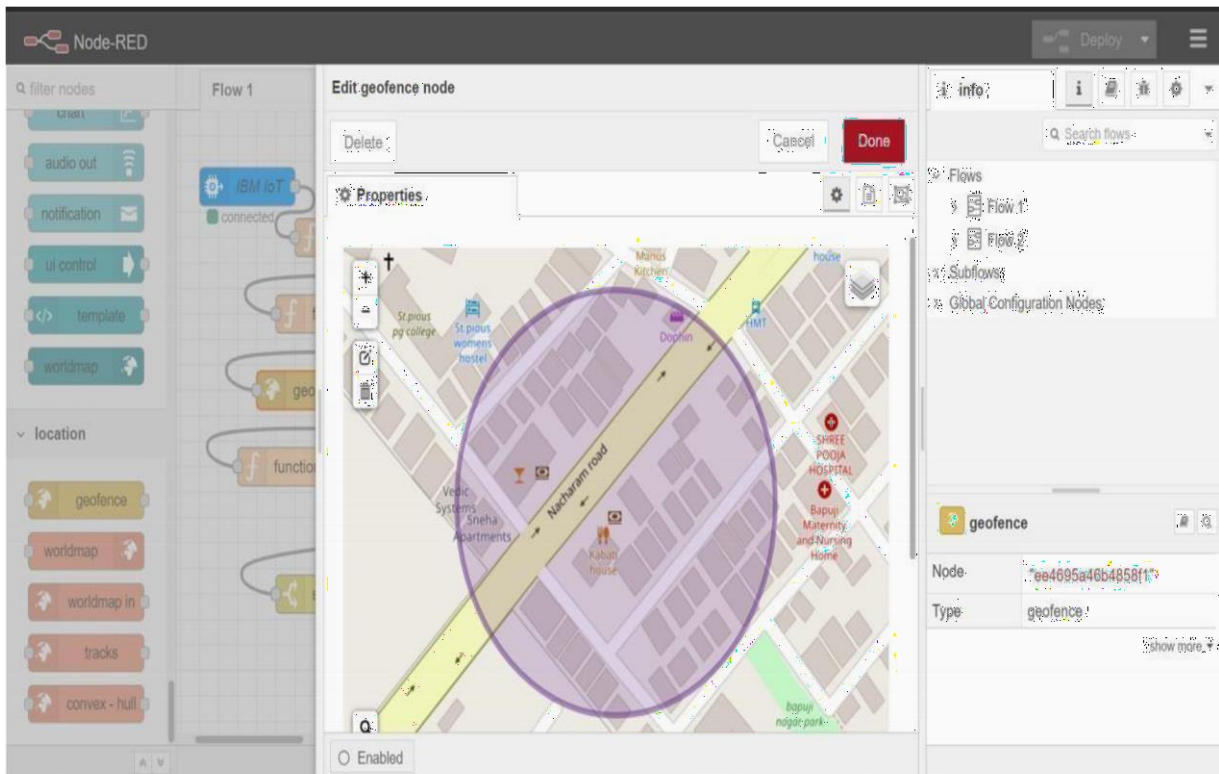 Node-RED
Deploy
filter nodes
Flow 1
chart
audio out
notification
ui control
</> template
worldmap
location
geofence
worldmap
worldmap in
tracks
convex - hull
IBM IoT
connected
f
f
geo
f functio
Edit geofence node
Delete
Cancel
Done
Properties
Manus
Kitchen
house
St.pious
pg college
St.pious
womens
hostel
Dophin
HMT
Nacharam road
SHREE
POOJA
HOSPITAL
Vedic
Systems
Sneha
Apartments
Kabab
house
Bapuji
Maternity
and Nursing
Home
bapuji
nagar park
Enabled
i info
i
Search flows
Flows
Flow 1
Flow 2
Subflows
Global Configuration Nodes
geofence
Node "ee4695a46b4858f1"
Type geofence
show more